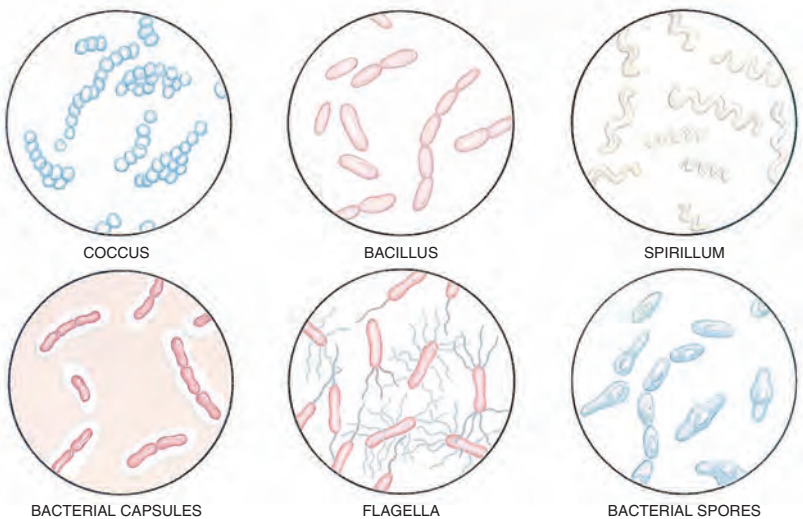 COCCUS
BACILLUS
SPIRILLUM
BACTERIAL CAPSULES
FLAGELLA
BACTERIAL SPORES